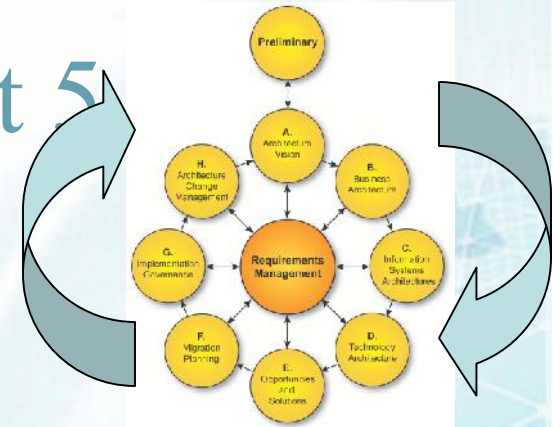 t 5
Preliminary
A.
Architecture
Vision
B.
Business
Architecture
C.
Information
Systems
Architectures
D.
Technology
Architecture
E.
Opportunities
and
Solutions
F.
Migration
Planning
G.
Implementation
Governance
H.
Architecture
Change
Management
Requirements
Management